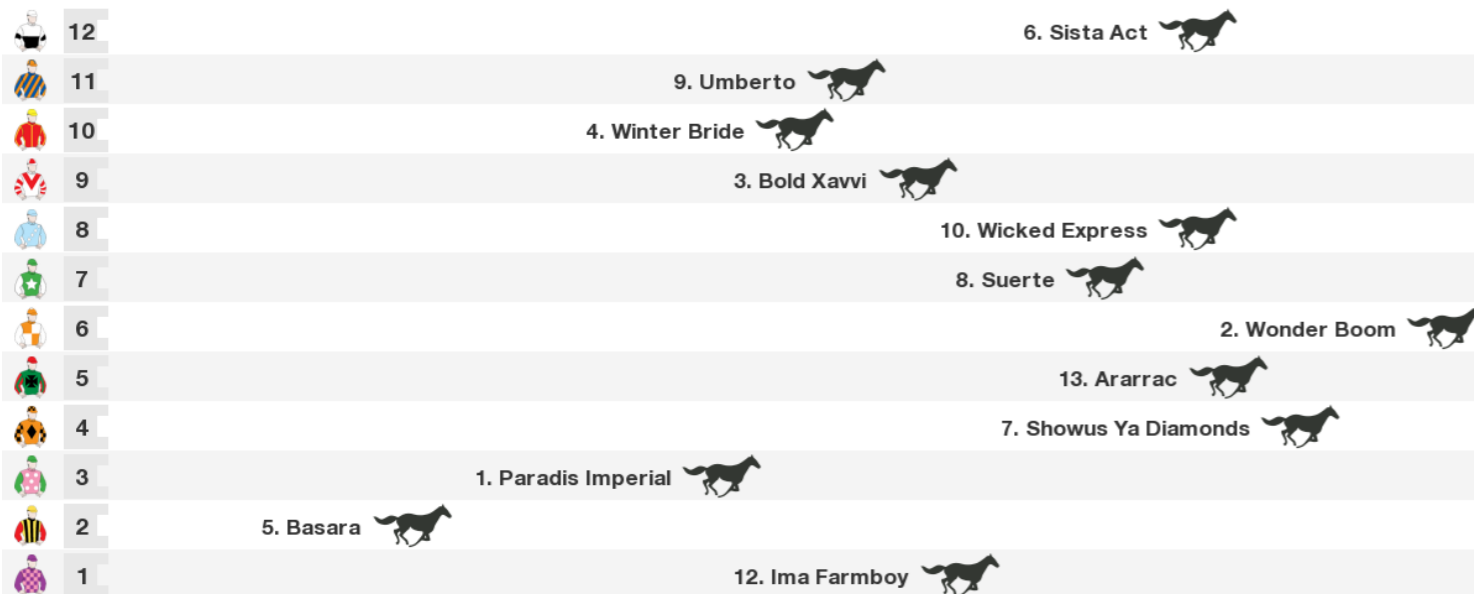 12 6. Sista Act
11 9. Umberto
10 4. Winter Bride
9 3. Bold Xavvi
8 10. Wicked Express
7 8. Suerte
6 2. Wonder Boom
5 13. Ararrac
4 7. Showus Ya Diamonds
3 1. Paradis Imperial
2 5. Basara
1 12. Ima Farmboy